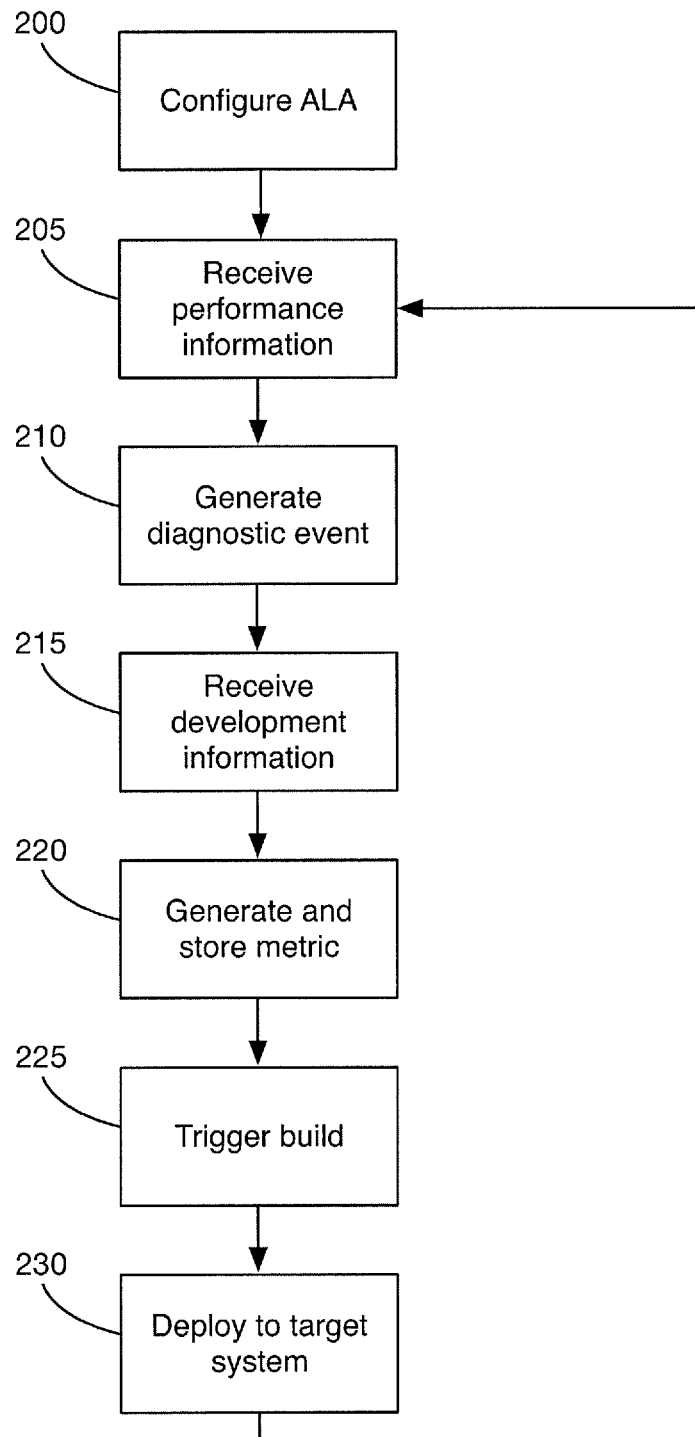 200
Configure ALA
205
Receive
performance
information
210
Generate
diagnostic event
215
Receive
development
information
220
Generate and
store metric
225
Trigger build
230
Deploy to target
system